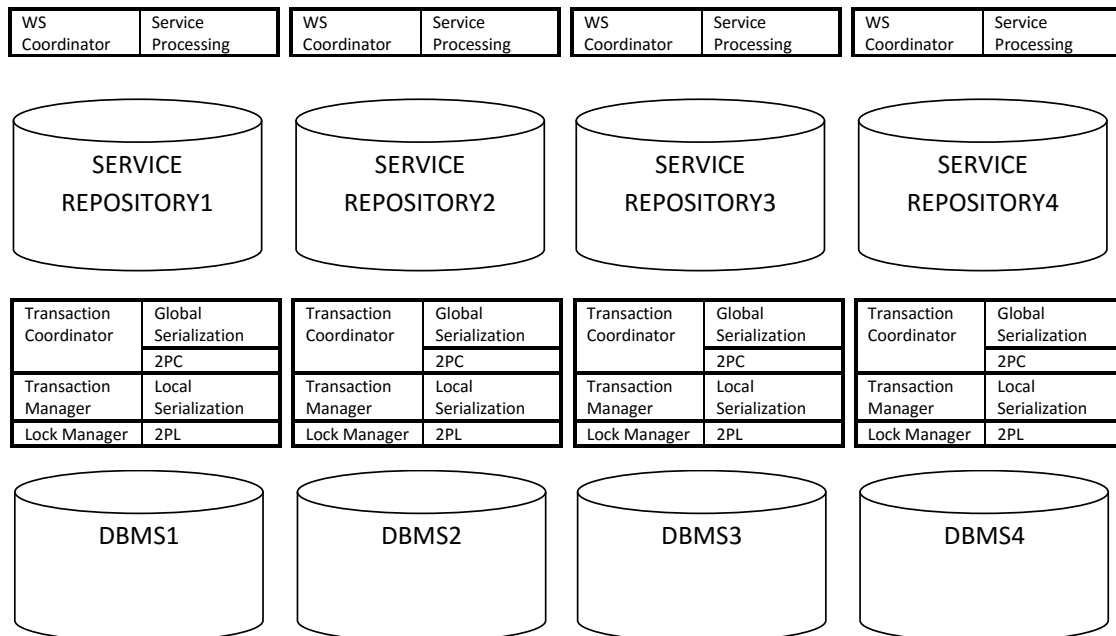 WS Service WS Service WS Service WS Service
Coordinator Processing Coordinator Processing Coordinator Processing Coordinator Processing
SERVICE SERVICE SERVICE SERVICE
REPOSITORY1 REPOSITORY2 REPOSITORY3 REPOSITORY4
Transaction Global Transaction Global Transaction Global Transaction Global
Coordinator Serialization Coordinator Serialization Coordinator Serialization Coordinator Serialization
2PC 2PC 2PC 2PC
Transaction Local Transaction Local Transaction Local Transaction Local
Manager Serialization Manager Serialization Manager Serialization Manager Serialization
Lock Manager 2PL Lock Manager 2PL Lock Manager 2PL Lock Manager 2PL
DBMS1 DBMS2 DBMS3 DBMS4